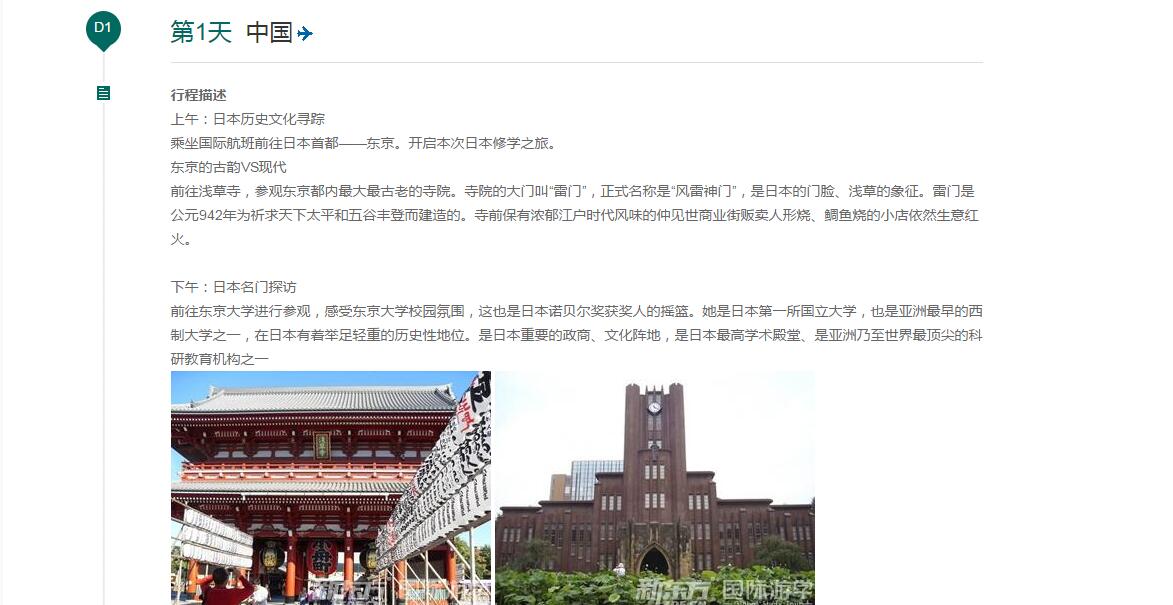 D1
第1天 中国
行程描述
上午：日本历史文化寻踪
乘坐国际航班前往日本首都——东京。开启本次日本修学之旅。
东京的古韵VS现代
前往浅草寺，参观东京都内最大最古老的寺院。寺院的大门叫“雷门”，正式名称是“风雷神门”，是日本的门脸、浅草的象征。雷门是
公元942年为祈求天下太平和五谷丰登而建造的。寺前保有浓郁江户时代风味的仲见世商业街贩卖人形烧、鲷鱼烧的小店依然生意红
火。
下午：日本名门探访
前往东京大学进行参观，感受东京大学校园氛围，这也是日本诺贝尔奖获奖人的摇篮。她是日本第一所国立大学，也是亚洲最早的西
制大学之一，在日本有着举足轻重的历史性地位。是日本重要的政商、文化阵地，是日本最高学术殿堂、是亚洲乃至世界最顶尖的科
研教育机构之一
浅草寺
小舟町
新东方 国际游学
新东方 国际游学